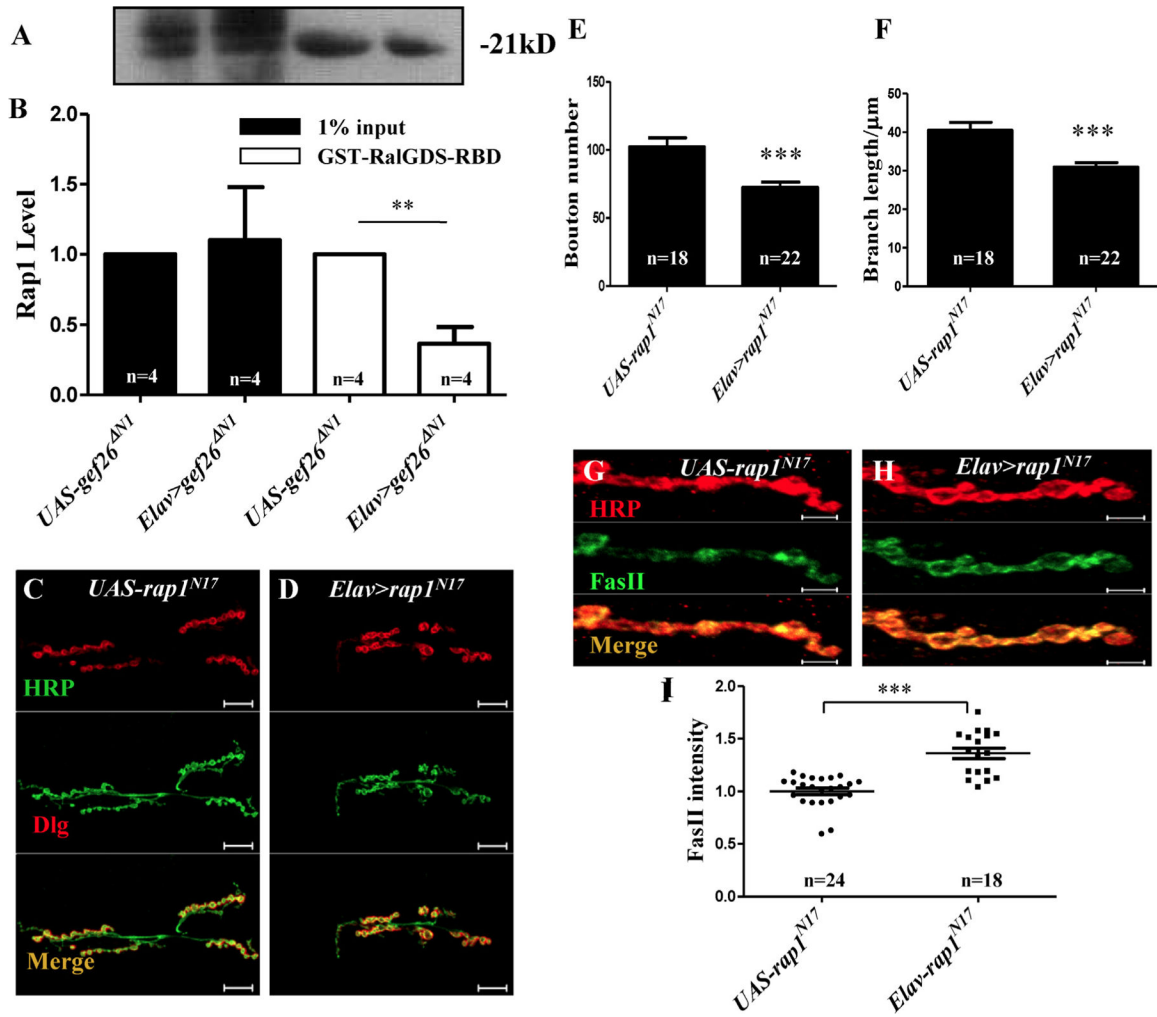 A
-21kD
B
2.0
1.5
1.0
0.5
0.0
Rap1 Level
1% input
GST-RalGDS-RBD
**
n=4
n=4
n=4
n=4
UAS-gef26ΔN1
Elav>gef26ΔN1
UAS-gef26ΔN1
Elav>gef26ΔN1
E
150
100
50
0
Bouton number
***
n=18
n=22
UAS-rap1N17
Elav>rap1N17
F
50
40
30
20
10
0
Branch length/μm
***
n=18
n=22
UAS-rap1N17
Elav>rap1N17
C
UAS-rap1N17
HRP
Dlg
Merge
D
Elav>rap1N17
G
UAS-rap1N17
HRP
FasII
Merge
H
Elav>rap1N17
I
2.0
1.5
1.0
0.5
0.0
FasII intensity
***
n=24
n=18
UAS-rap1N17
Elav-rap1N17